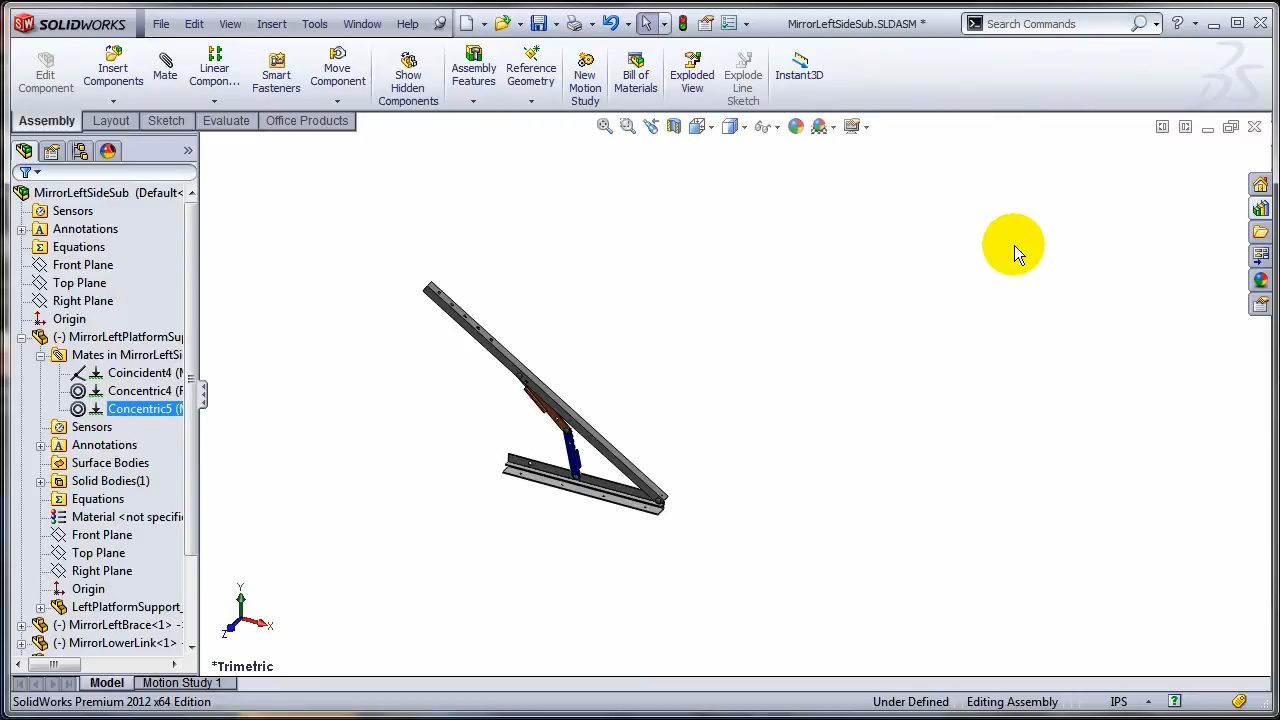 SOLIDWORKS File Edit View Insert Tools Mirror Window Help MirrorLeftSideSub.SLDASM * Search Commands
Edit Component
Insert Components
Mate
Linear Compon...
Smart Fasteners
Move Component
Show Hidden Components
Assembly Features
Reference Geometry
New Motion Study
Bill of Materials
Exploded View
Explode Line Sketch
Instant3D
Assembly Layout Sketch Evaluate Office Products
MirrorLeftSideSub (Default<
Sensors
Annotations
Equations
Front Plane
Top Plane
Right Plane
Origin
(-) MirrorLeftPlatformSu
Mates in MirrorLeftSi
Coincident4 (M
Concentric4 (F
Concentric5 (M
Sensors
Annotations
Surface Bodies
Solid Bodies(1)
Equations
Material <not specifi
Front Plane
Top Plane
Right Plane
Origin
LeftPlatformSupport_
(-) MirrorLeftBrace<1> -
(-) MirrorLowerLink<1> -
Y
X
Z
*Trimetric
Model Motion Study 1
SolidWorks Premium 2012 x64 Edition Under Defined Editing Assembly IPS